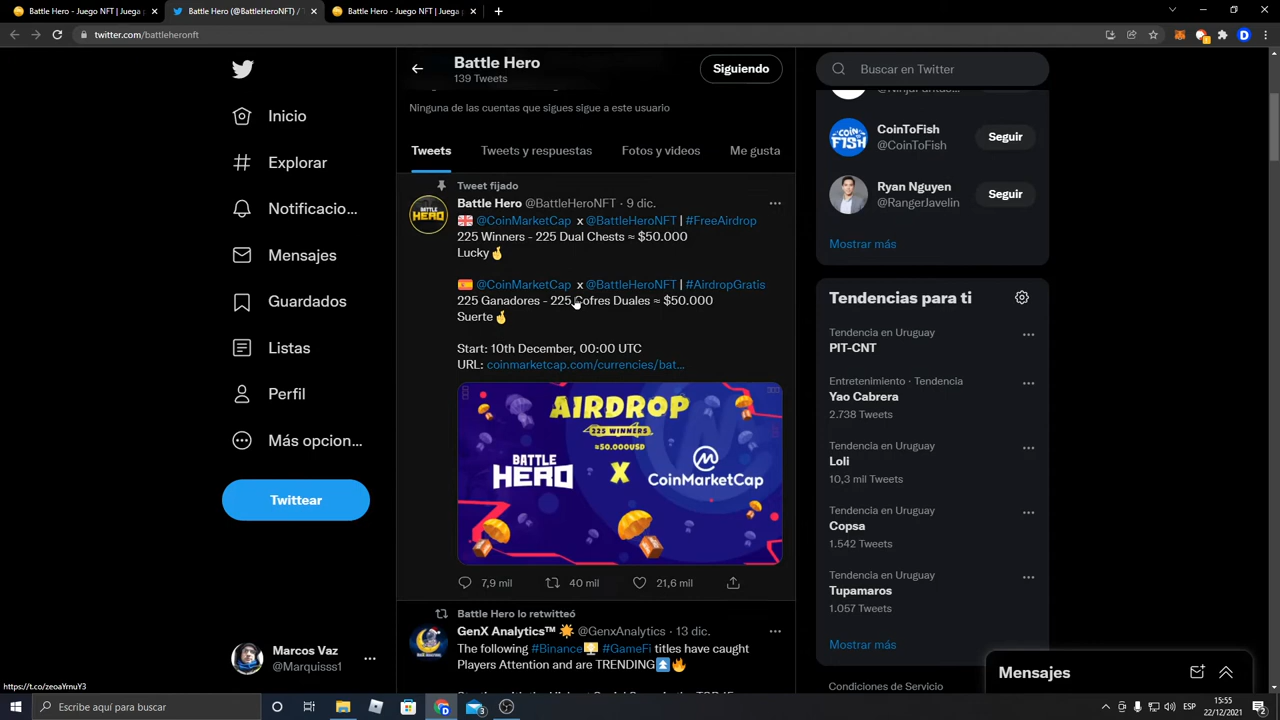 Battle Hero - Juego NFT | Juega
Battle Hero (@BattleHeroNFT) /
Battle Hero - Juego NFT | Juega
twitter.com/battleheronft
Inicio
Explorar
Notificacio...
Mensajes
Guardados
Listas
Perfil
Más opcion...
Twittear
Marcos Vaz
@Marquisss1
https://t.co/zeoaYrnuY3
Battle Hero
139 Tweets
Siguiendo
Ninguna de las cuentas que sigues sigue a este usuario
Tweets
Tweets y respuestas
Fotos y videos
Me gusta
Tweet fijado
Battle Hero @BattleHeroNFT · 9 dic.
@CoinMarketCap x @BattleHeroNFT | #FreeAirdrop
225 Winners - 225 Dual Chests ≈ $50.000
Lucky🤞
@CoinMarketCap x @BattleHeroNFT | #AirdropGratis
225 Ganadores - 225 Cofres Duales ≈ $50.000
Suerte🤞
Start: 10th December, 00:00 UTC
URL: coinmarketcap.com/currencies/bat...
AIRDROP
225 WINNERS
≈50.000USD
BATTLE HERO X CoinMarketCap
7,9 mil
40 mil
21,6 mil
Battle Hero lo retwitteó
GenX Analytics™ @GenxAnalytics · 13 dic.
The following #Binance #GameFi titles have caught
Players Attention and are TRENDING
Buscar en Twitter
CoinToFish
@CoinToFish
Seguir
Ryan Nguyen
@RangerJavelin
Seguir
Mostrar más
Tendencias para ti
Tendencia en Uruguay
PIT-CNT
Entretenimiento · Tendencia
Yao Cabrera
2.738 Tweets
Tendencia en Uruguay
Loli
10,3 mil Tweets
Tendencia en Uruguay
Copsa
1.542 Tweets
Tendencia en Uruguay
Tupamaros
1.057 Tweets
Mostrar más
Condiciones de Servicio
Mensajes
Escribe aquí para buscar
ESP
15:55
22/12/2021